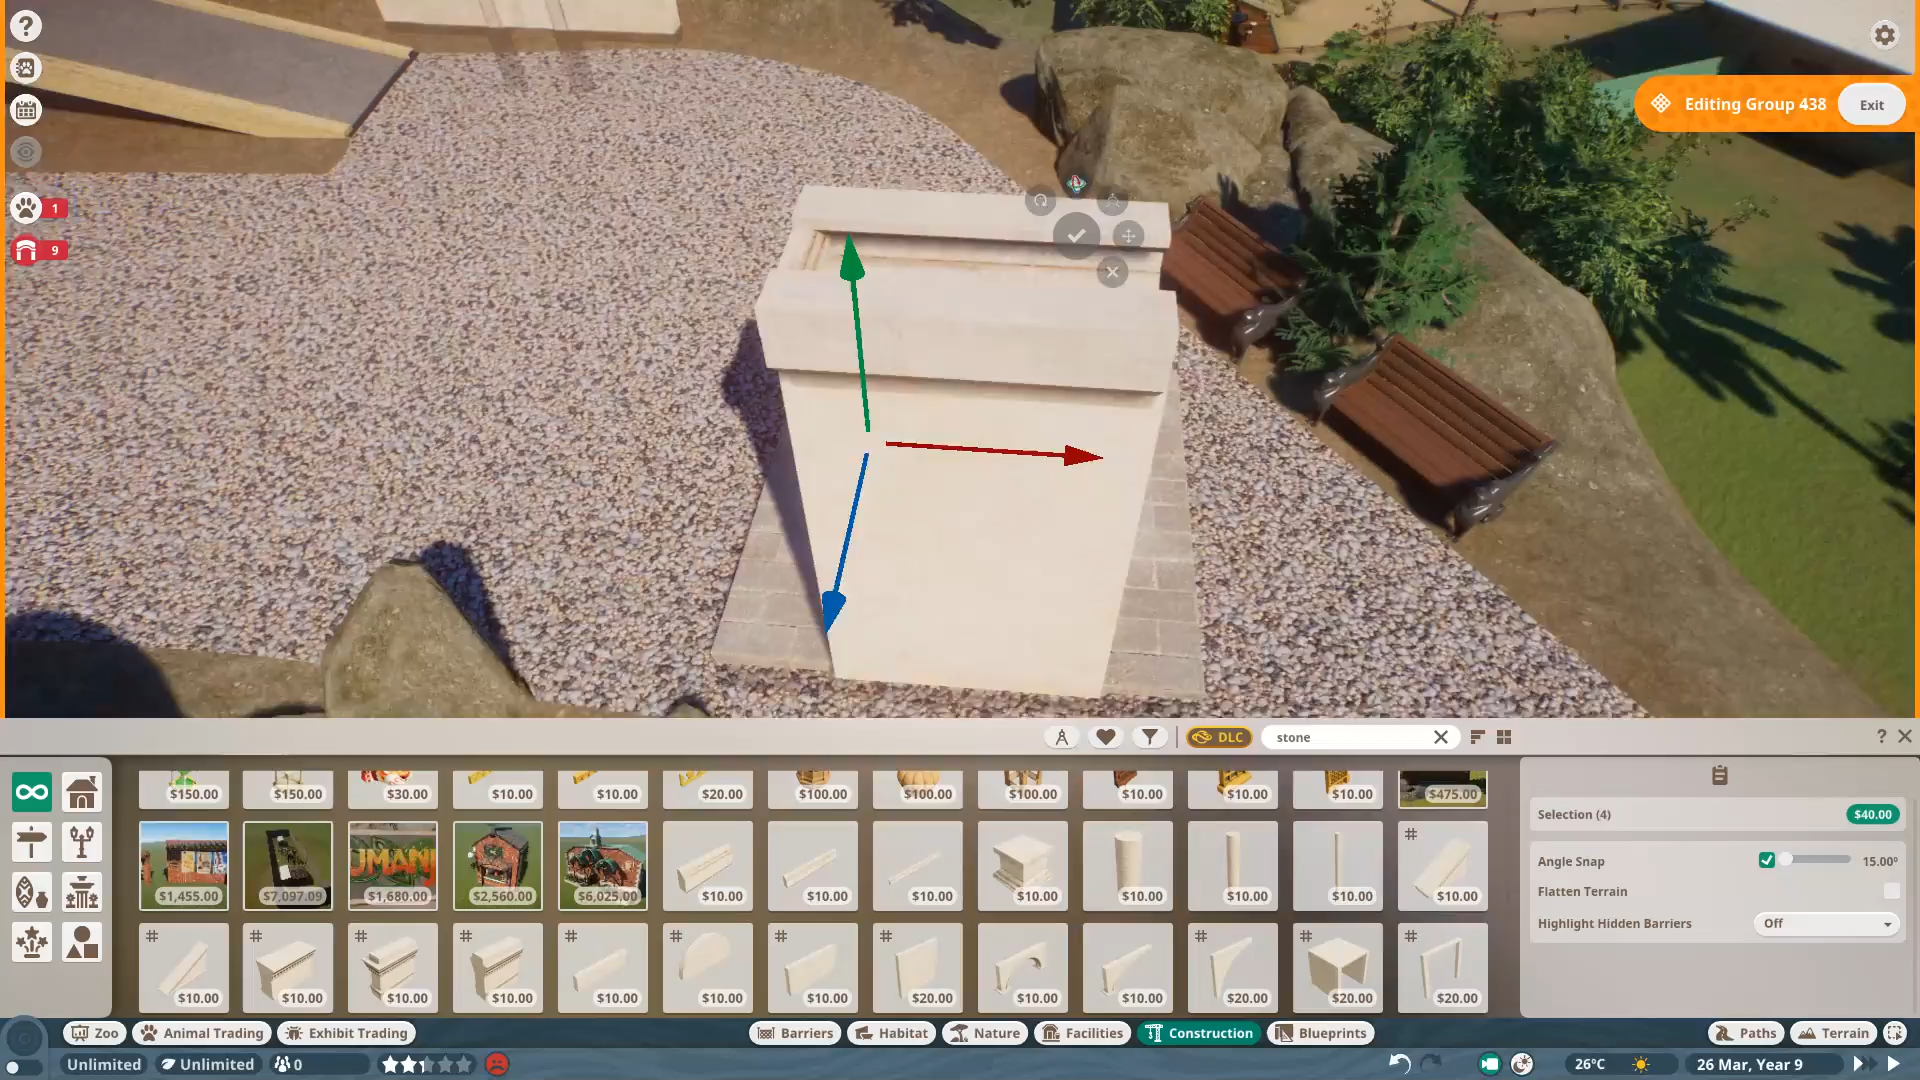 ?
Editing Group 438
Exit
1
9
DLC
stone
?
$150.00
$150.00
$30.00
$10.00
$10.00
$20.00
$100.00
$100.00
$100.00
$10.00
$10.00
$10.00
$475.00
UMANI
$1,455.00
$7,097.09
$1,680.00
$2,560.00
$6,025.00
$10.00
$10.00
$10.00
$10.00
$10.00
$10.00
$10.00
#
$10.00
# $10.00
# $10.00
# $10.00
# $10.00
# $10.00
# $10.00
# $10.00
# $20.00
$10.00
$10.00
# $20.00
# $20.00
# $20.00
Selection (4)
$40.00
Angle Snap
15.00°
Flatten Terrain
Highlight Hidden Barriers
Off
Zoo
Animal Trading
Exhibit Trading
Barriers
Habitat
Nature
Facilities
Construction
Blueprints
Paths
Terrain
Unlimited
Unlimited
0
26°C
26 Mar, Year 9